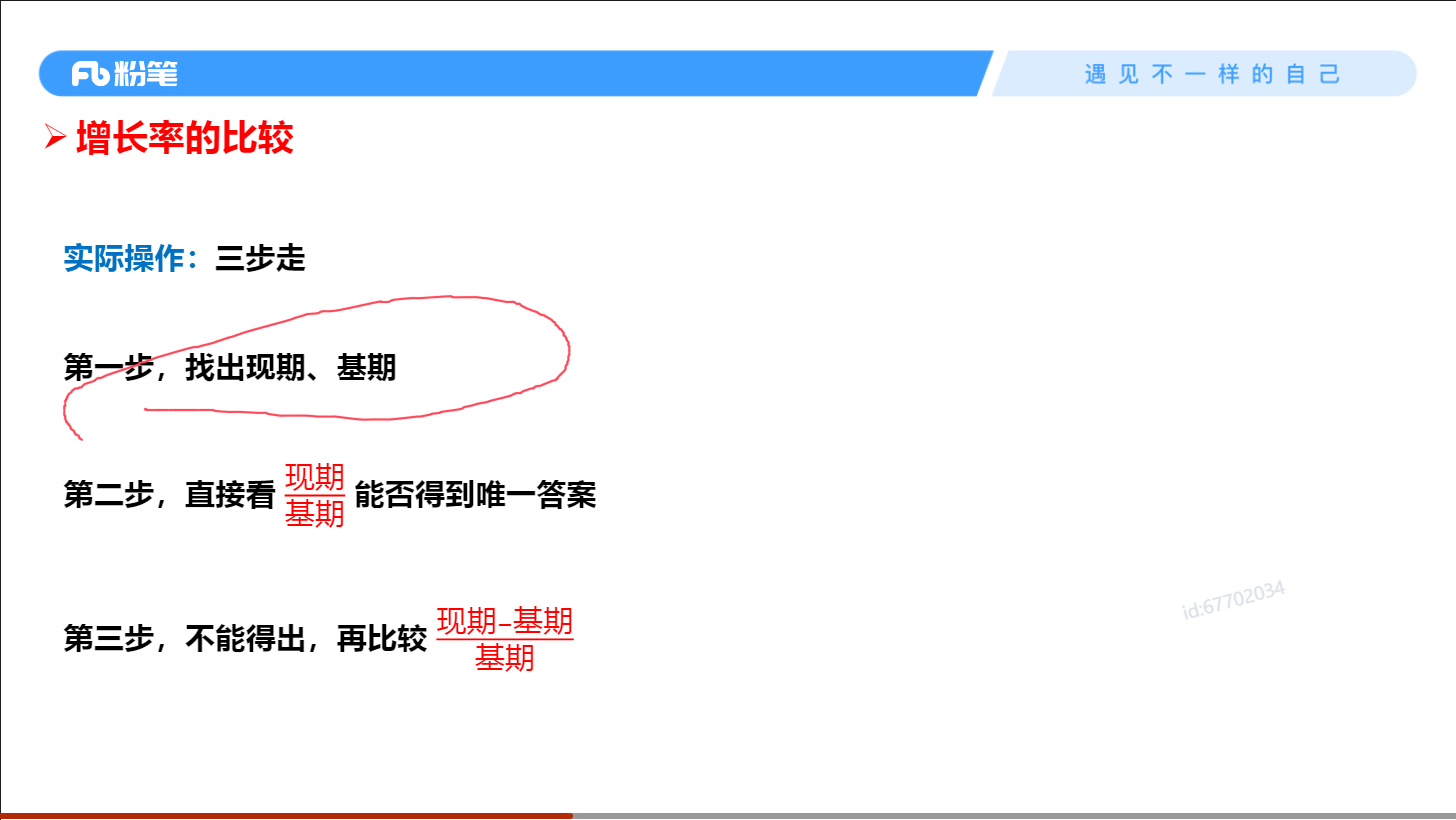 Fb粉笔
遇见不一样的自己
增长率的比较
实际操作：三步走
第一步，找出现期、基期
第二步，直接看 现期/基期 能否得到唯一答案
第三步，不能得出，再比较 现期-基期/基期
id:67702034